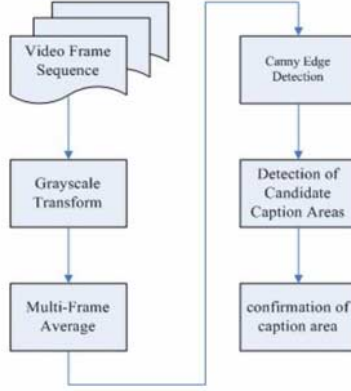 Video Frame
Sequence
Grayscale
Transform
Multi-Frame
Average
Canny Edge
Detection
Detection of
Candidate
Caption Areas
confirmation of
caption area